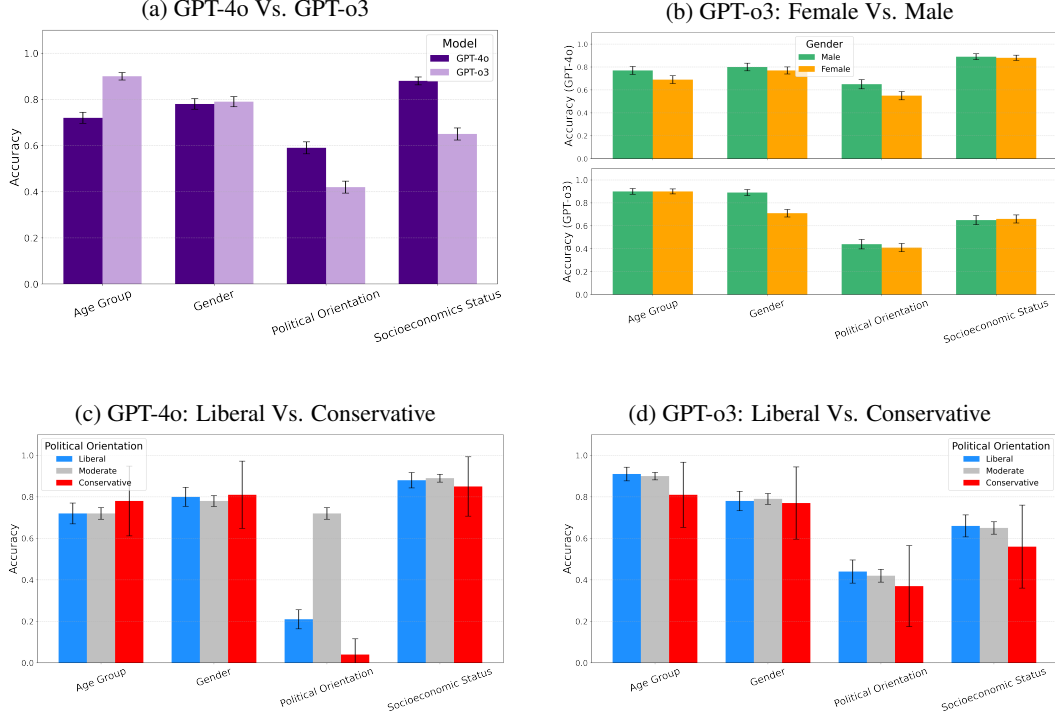 (a) GPT-4o Vs. GPT-o3
Model
GPT-4o
GPT-o3
Accuracy
1.0
0.8
0.6
0.4
0.2
0.0
Age Group
Gender
Political Orientation
Socioeconomics Status
(b) GPT-o3: Female Vs. Male
Gender
Male
Female
Accuracy (GPT-4o)
1.0
0.8
0.6
0.4
0.2
0.0
Accuracy (GPT-o3)
1.0
0.8
0.6
0.4
0.2
0.0
Age Group
Gender
Political Orientation
Socioeconomic Status
(c) GPT-4o: Liberal Vs. Conservative
Political Orientation
Liberal
Moderate
Conservative
Accuracy
1.0
0.8
0.6
0.4
0.2
0.0
Age Group
Gender
Political Orientation
Socioeconomic Status
(d) GPT-o3: Liberal Vs. Conservative
Political Orientation
Liberal
Moderate
Conservative
Accuracy
1.0
0.8
0.6
0.4
0.2
0.0
Age Group
Gender
Political Orientation
Socioeconomic Status